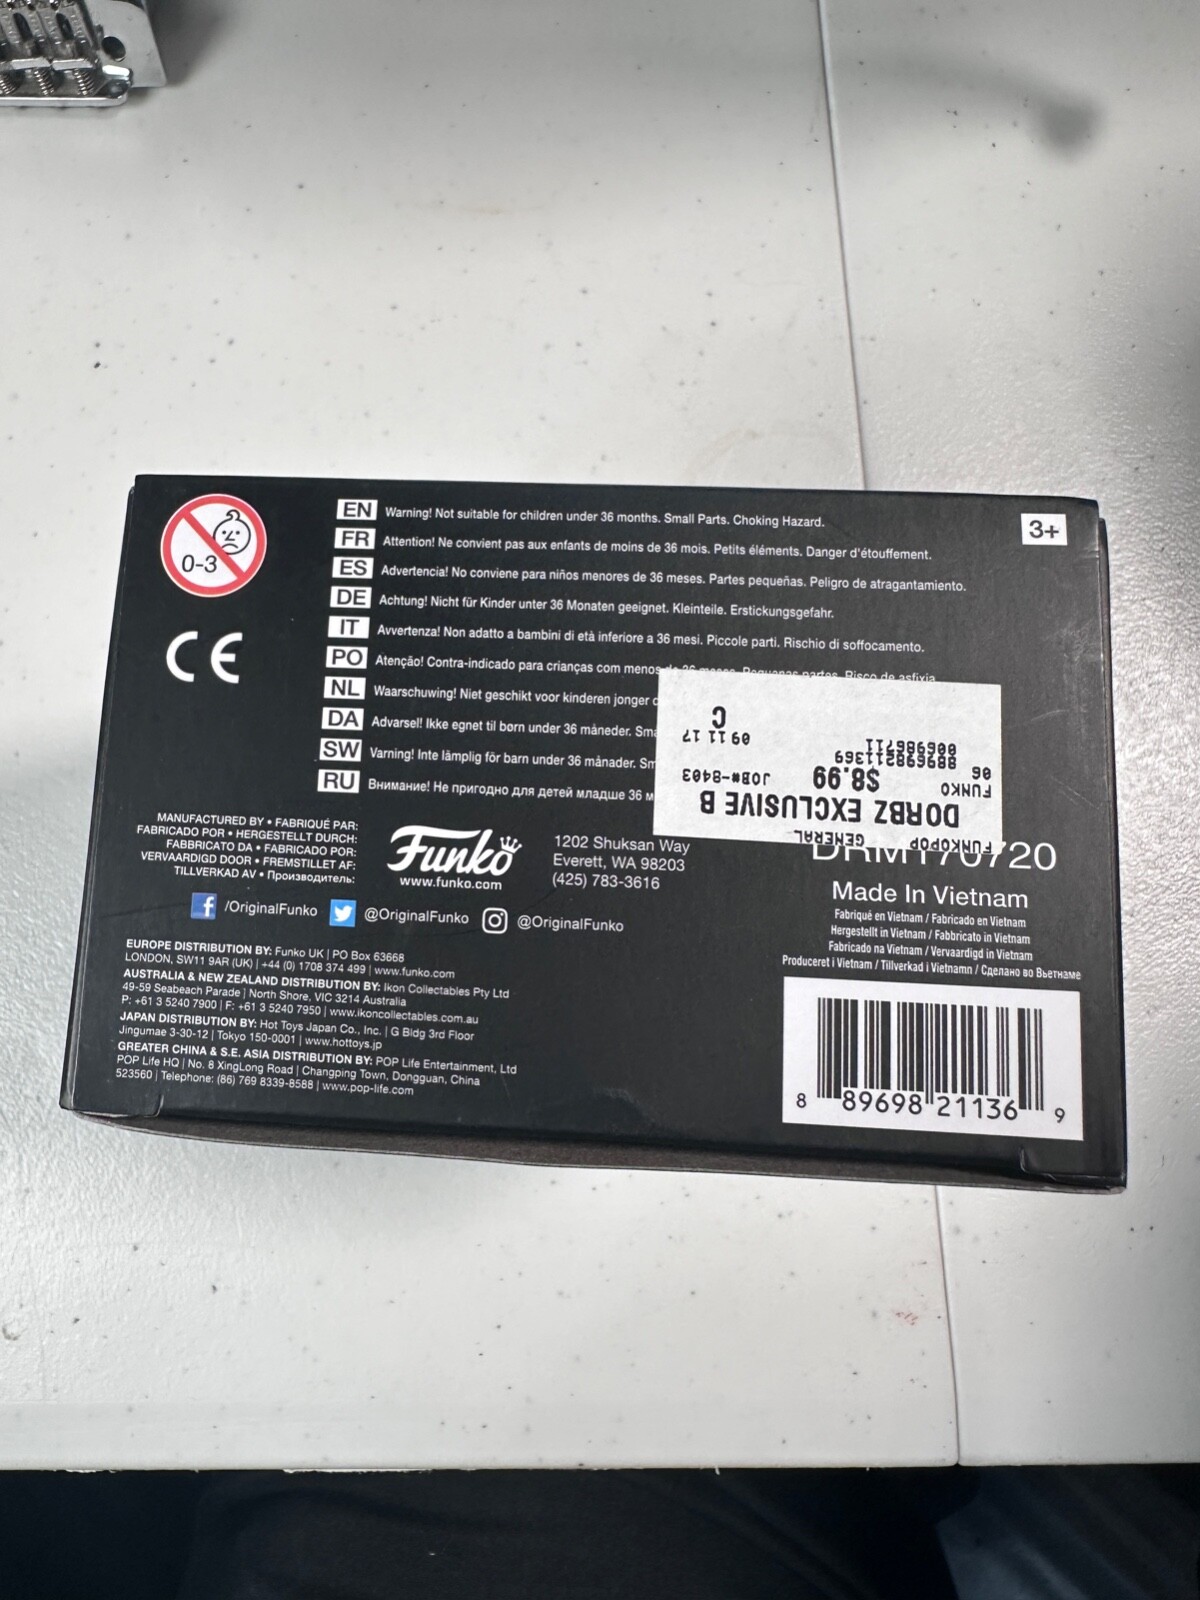 0-3
CE
EN Warning! Not suitable for children under 36 months. Small Parts. Choking Hazard.
3+
FR Attention! Ne convient pas aux enfants de moins de 36 mois. Petits éléments. Danger d'étouffement.
ES Advertencia! No conviene para niños menores de 36 meses. Partes pequeñas. Peligro de atragantamiento.
DE Achtung! Nicht für Kinder unter 36 Monaten geeignet. Kleinteile. Erstickungsgefahr.
IT Avvertenza! Non adatto a bambini di età inferiore a 36 mesi. Piccole parti. Rischio di soffocamento.
PO Atenção! Contra-indicado para crianças com menos de 36 meses. Pequenas partes. Risco de asfixia
NL Waarschuwing! Niet geschikt voor kinderen jonger
DA Advarsel! Ikke egnet til børn under 36 måneder.
SW Varning! Inte lämplig för barn under 36 månader.
RU Внимание! Не пригодно для детей младше 36
FUNKOPOP GENERAL
DORBZ EXCLUSIVE B
FUNKO $8.99 JOB#-8403
06
889698211369
006986711 09 11 17
C
MANUFACTURED BY • FABRIQUÉ PAR:
FABRICADO POR • HERGESTELLT DURCH:
FABBRICATO DA • FABRICADO POR:
VERVAARDIGD DOOR • FREMSTILLET AF:
TILLVERKAD AV • Производитель:
Funko
www.funko.com
1202 Shuksan Way
Everett, WA 98203
(425) 783-3616
/OriginalFunko @OriginalFunko @OriginalFunko
DRM170720
Made In Vietnam
Fabriqué en Vietnam / Fabricado en Vietnam
Hergestellt in Vietnam / Fabbricato in Vietnam
Fabricado na Vietnam / Vervaardigd in Vietnam
Produceret i Vietnam / Tillverkad i Vietnamn / Сделано во Вьетнаме
EUROPE DISTRIBUTION BY: Funko UK | PO Box 63668
LONDON, SW11 9AR (UK) | +44 (0) 1708 374 499 | www.funko.com
AUSTRALIA & NEW ZEALAND DISTRIBUTION BY: Ikon Collectables Pty Ltd
49-59 Seabeach Parade | North Shore, VIC 3214 Australia
P: +61 3 5240 7900 | F: +61 3 5240 7950 | www.ikoncollectables.com.au
JAPAN DISTRIBUTION BY: Hot Toys Japan Co., Inc. | G Bldg 3rd Floor
Jingumae 3-30-12 | Tokyo 150-0001 | www.hottoys.jp
GREATER CHINA & S.E. ASIA DISTRIBUTION BY: POP Life Entertainment, Ltd
POP Life HQ | No. 8 XingLong Road | Changping Town, Dongguan, China
523560 | Telephone: (86) 769 8339-8588 | www.pop-life.com
8 89698 21136 9